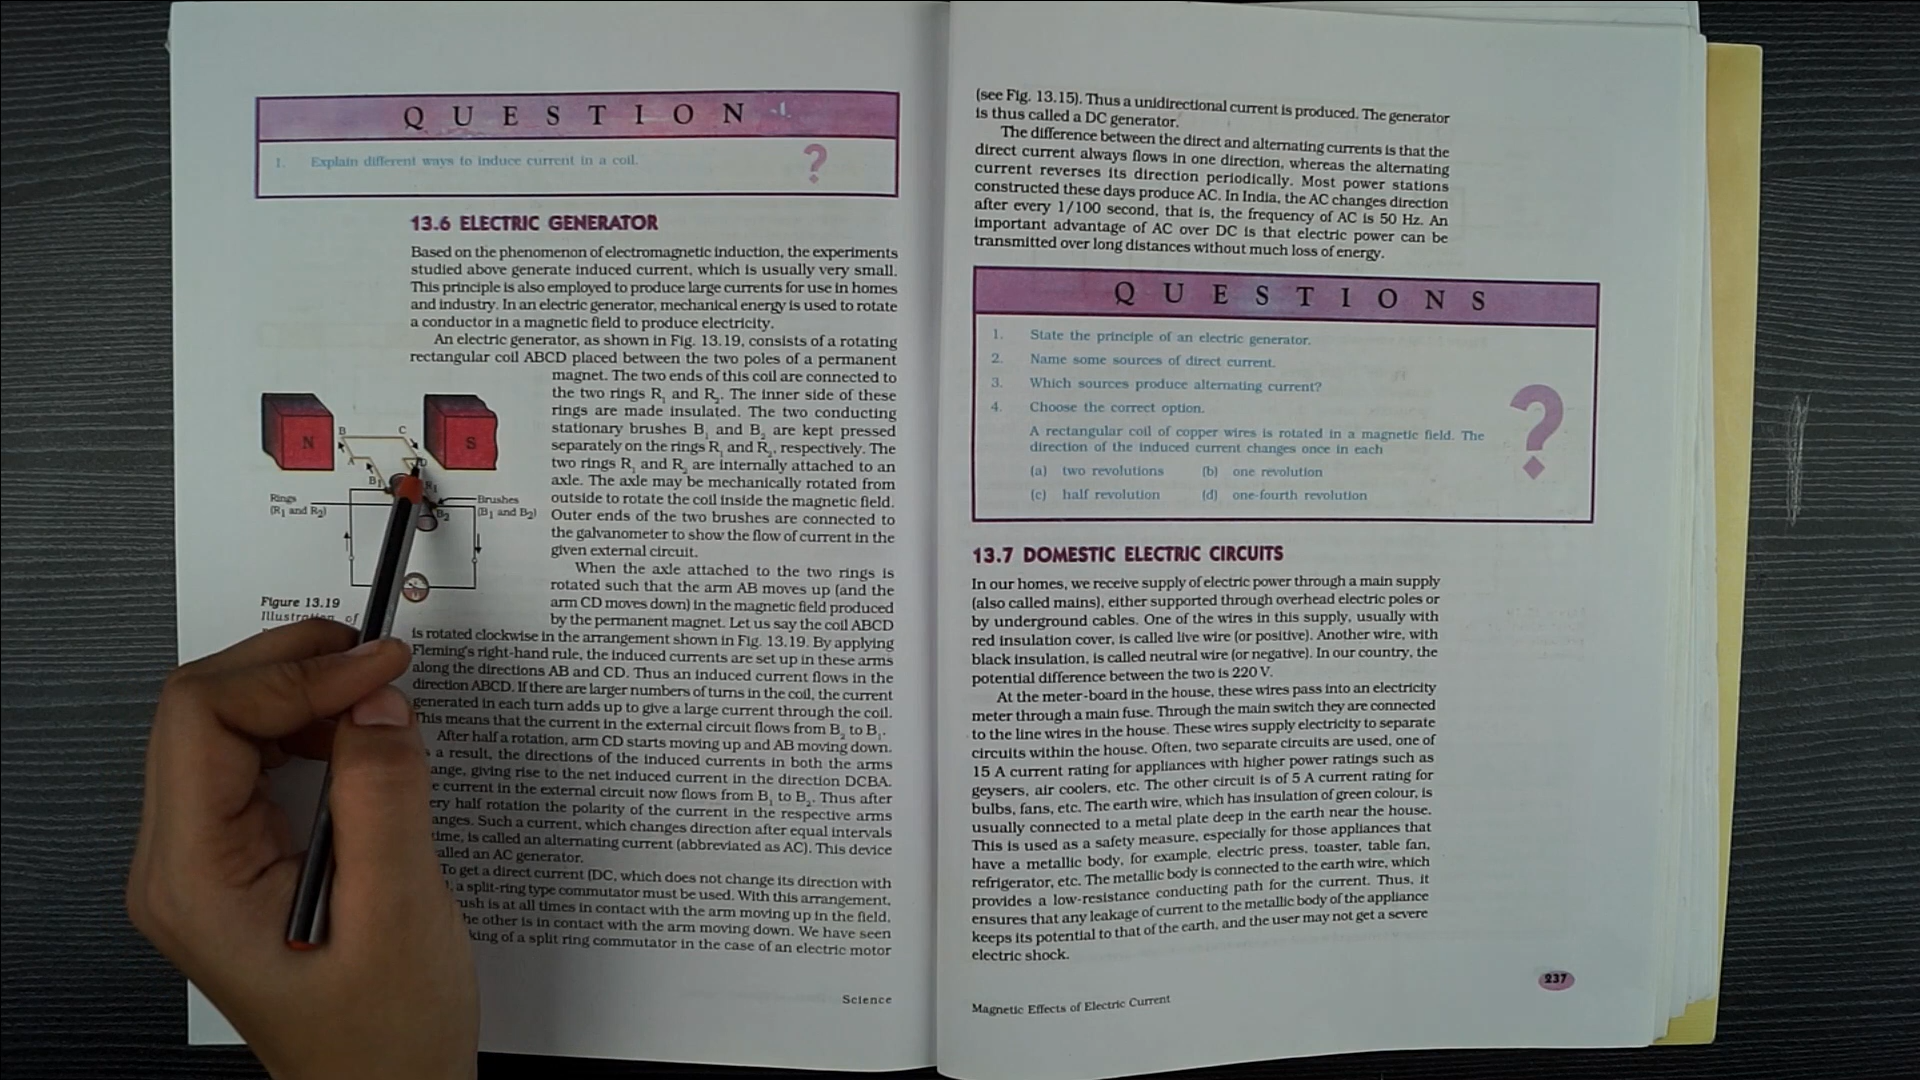 QUESTION
1. Explain different ways to induce current in a coil.
?
13.6 ELECTRIC GENERATOR
Based on the phenomenon of electromagnetic induction, the experiments
studied above generate induced current, which is usually very small.
This principle is also employed to produce large currents for use in homes
and industry. In an electric generator, mechanical energy is used to rotate
a conductor in a magnetic field to produce electricity.
An electric generator, as shown in Fig. 13.19, consists of a rotating
rectangular coil ABCD placed between the two poles of a permanent
magnet. The two ends of this coil are connected to
the two rings R₁ and R₂. The inner side of these
rings are made insulated. The two conducting
stationary brushes B₁ and B₂ are kept pressed
separately on the rings R₁ and R₂, respectively. The
two rings R₁ and R₂ are internally attached to an
axle. The axle may be mechanically rotated from
outside to rotate the coil inside the magnetic field.
Outer ends of the two brushes are connected to
the galvanometer to show the flow of current in the
given external circuit.
When the axle attached to the two rings is
rotated such that the arm AB moves up (and the
arm CD moves down) in the magnetic field produced
by the permanent magnet. Let us say the coil ABCD
is rotated clockwise in the arrangement shown in Fig. 13.19. By applying
Fleming's right-hand rule, the induced currents are set up in these arms
along the directions AB and CD. Thus an induced current flows in the
direction ABCD. If there are larger numbers of turns in the coil, the current
generated in each turn adds up to give a large current through the coil.
This means that the current in the external circuit flows from B₂ to B₁.
After half a rotation, arm CD starts moving up and AB moving down.
a result, the directions of the induced currents in both the arms
ange, giving rise to the net induced current in the direction DCBA.
e current in the external circuit now flows from B₁ to B₂. Thus after
ery half rotation the polarity of the current in the respective arms
anges. Such a current, which changes direction after equal intervals
time, is called an alternating current (abbreviated as AC). This device
alled an AC generator.
To get a direct current (DC, which does not change its direction with
), a split-ring type commutator must be used. With this arrangement,
ush is at all times in contact with the arm moving up in the field,
he other is in contact with the arm moving down. We have seen
king of a split ring commutator in the case of an electric motor
N
S
B
C
A
D
B₁
R₁
B₂
Rings
(R₁ and R₂)
Brushes
(B₁ and B₂)
Figure 13.19
Illustration of
Science
(see Fig. 13.15). Thus a unidirectional current is produced. The generator
is thus called a DC generator.
The difference between the direct and alternating currents is that the
direct current always flows in one direction, whereas the alternating
current reverses its direction periodically. Most power stations
constructed these days produce AC. In India, the AC changes direction
after every 1/100 second, that is, the frequency of AC is 50 Hz. An
important advantage of AC over DC is that electric power can be
transmitted over long distances without much loss of energy.
QUESTIONS
1. State the principle of an electric generator.
2. Name some sources of direct current.
3. Which sources produce alternating current?
4. Choose the correct option.
A rectangular coil of copper wires is rotated in a magnetic field. The
direction of the induced current changes once in each
(a) two revolutions (b) one revolution
(c) half revolution (d) one-fourth revolution
?
13.7 DOMESTIC ELECTRIC CIRCUITS
In our homes, we receive supply of electric power through a main supply
(also called mains), either supported through overhead electric poles or
by underground cables. One of the wires in this supply, usually with
red insulation cover, is called live wire (or positive). Another wire, with
black insulation, is called neutral wire (or negative). In our country, the
potential difference between the two is 220 V.
At the meter-board in the house, these wires pass into an electricity
meter through a main fuse. Through the main switch they are connected
to the line wires in the house. These wires supply electricity to separate
circuits within the house. Often, two separate circuits are used, one of
15 A current rating for appliances with higher power ratings such as
geysers, air coolers, etc. The other circuit is of 5 A current rating for
bulbs, fans, etc. The earth wire, which has insulation of green colour, is
usually connected to a metal plate deep in the earth near the house.
This is used as a safety measure, especially for those appliances that
have a metallic body, for example, electric press, toaster, table fan,
refrigerator, etc. The metallic body is connected to the earth wire, which
provides a low-resistance conducting path for the current. Thus, it
ensures that any leakage of current to the metallic body of the appliance
keeps its potential to that of the earth, and the user may not get a severe
electric shock.
237
Magnetic Effects of Electric Current